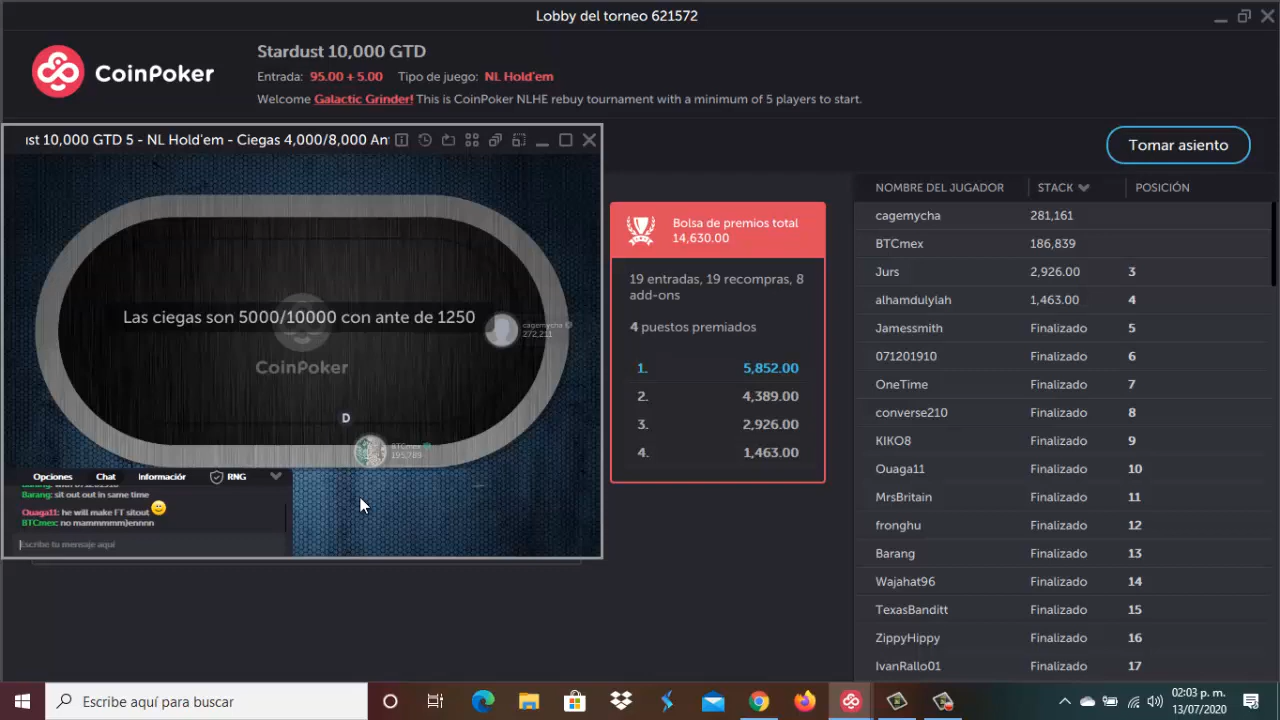 Lobby del torneo 621572
CoinPoker
Stardust 10,000 GTD
Entrada: 95.00 + 5.00 Tipo de juego: NL Hold'em
Welcome Galactic Grinder! This is CoinPoker NLHE rebuy tournament with a minimum of 5 players to start.
ıst 10,000 GTD 5 - NL Hold'em - Ciegas 4,000/8,000 An
Las ciegas son 5000/10000 con ante de 1250
cagemycha
272,211
CoinPoker
D
BTCmex
195,789
Opciones Chat Informaciór RNG
Barang: sit out out in same time
Ouaga11: he will make FT sitout
BTCmex: no mammmmm)ennnn
Escribe tu mensaje aquí
Bolsa de premios total
14,630.00
19 entradas, 19 recompras, 8
add-ons
4 puestos premiados
1. 5,852.00
2. 4,389.00
3. 2,926.00
4. 1,463.00
Tomar asiento
NOMBRE DEL JUGADOR STACK POSICIÓN
cagemycha 281,161
BTCmex 186,839
Jurs 2,926.00 3
alhamdulylah 1,463.00 4
Jamessmith Finalizado 5
071201910 Finalizado 6
OneTime Finalizado 7
converse210 Finalizado 8
KIKO8 Finalizado 9
Ouaga11 Finalizado 10
MrsBritain Finalizado 11
fronghu Finalizado 12
Barang Finalizado 13
Wajahat96 Finalizado 14
TexasBanditt Finalizado 15
ZippyHippy Finalizado 16
IvanRallo01 Finalizado 17
Escribe aquí para buscar
02:03 p. m.
13/07/2020